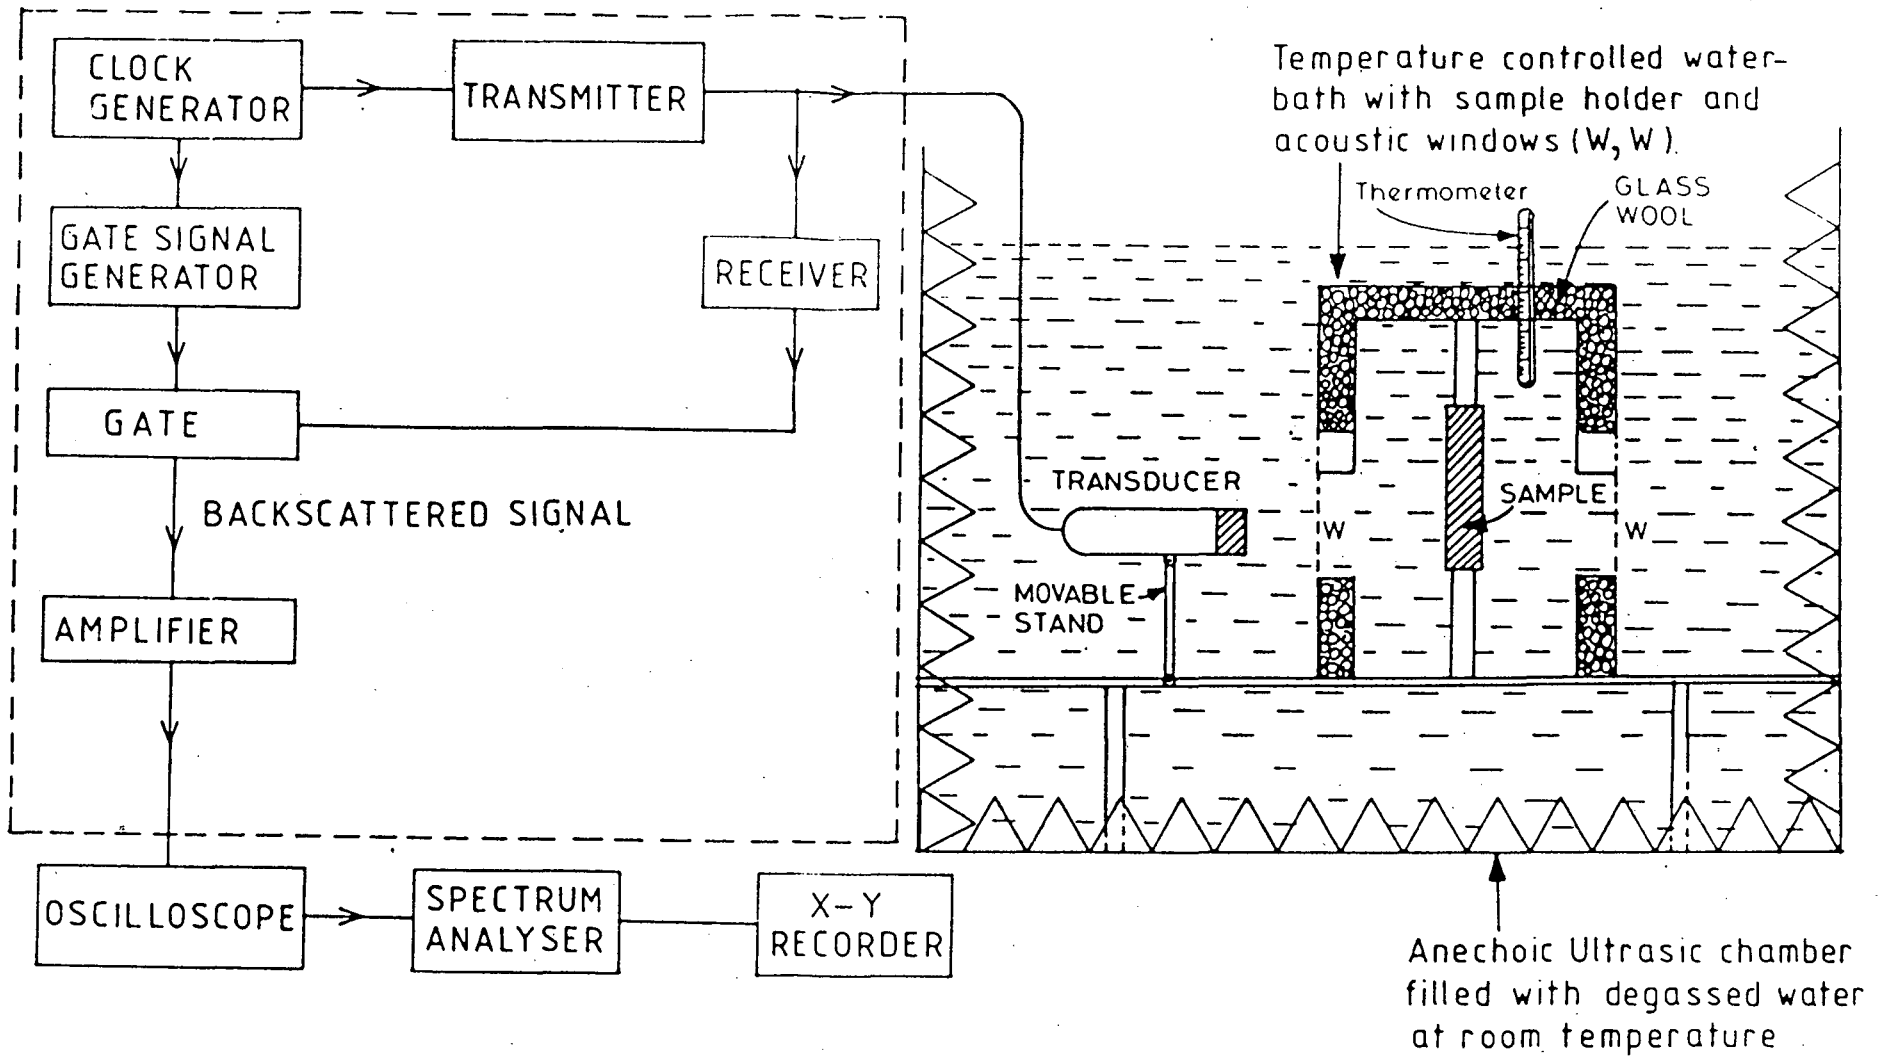 CLOCK
GENERATOR
TRANSMITTER
GATE SIGNAL
GENERATOR
RECEIVER
GATE
BACKSCATTERED SIGNAL
AMPLIFIER
OSCILLOSCOPE
SPECTRUM
ANALYSER
X-Y
RECORDER
Temperature controlled water-
bath with sample holder and
acoustic windows (W, W).
Thermometer
GLASS
WOOL
TRANSDUCER
SAMPLE
W
W
MOVABLE
STAND
Anechoic Ultrasic chamber
filled with degassed water
at room temperature